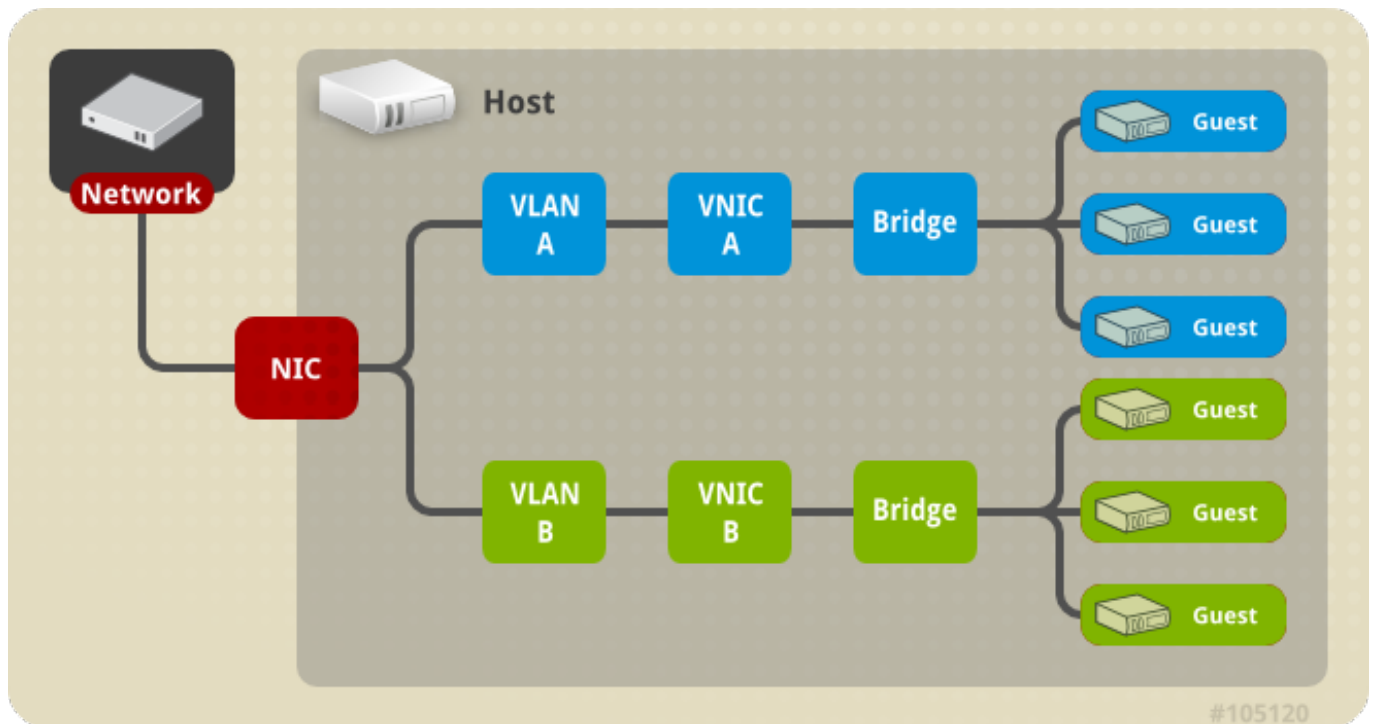 Host
Network
NIC
VLAN
A
VNIC
A
Bridge
Guest
Guest
Guest
VLAN
B
VNIC
B
Bridge
Guest
Guest
Guest
#105120